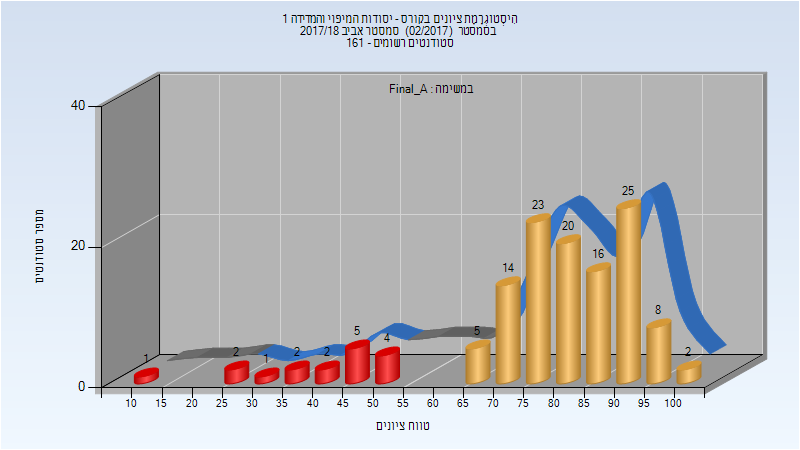 היסטוגרמת ציונים בקורס - יסודות המיפוי והמדידה 1
בסמסטר (02/2017) סמסטר אביב 2017/18
סטודנטים רשומים - 161
במשימה : Final_A
מספר סטודנטים
40
20
0
1
2
1
2
2
5
4
5
14
23
20
16
25
8
2
10 15 20 25 30 35 40 45 50 55 60 65 70 75 80 85 90 95 100
טווח ציונים